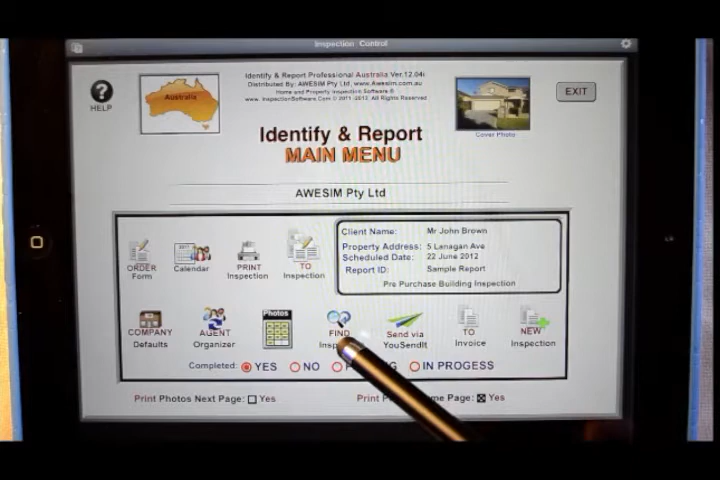 Inspection Control
HELP
Australia
Identify & Report Professional Australia Ver.12.04i
Distributed By: AWESIM Pty Ltd, www.Awesim.com.au
Home and Property Inspection Software ®
www.InspectionSoftware.Com © 2011-2012. All Rights Reserved
Cover Photo
EXIT
Identify & Report
MAIN MENU
AWESIM Pty Ltd
Client Name: Mr John Brown
Property Address: 5 Lanagan Ave
Scheduled Date: 22 June 2012
Report ID: Sample Report
Pre Purchase Building Inspection
ORDER
Form
Calendar
PRINT
Inspection
TO
Inspection
COMPANY
Defaults
AGENT
Organizer
Photos
FIND
Send via
YouSendIt
TO
Invoice
NEW
Inspection
Completed: YES NO IN PROGESS
Print Photos Next Page: Yes
Print Yes